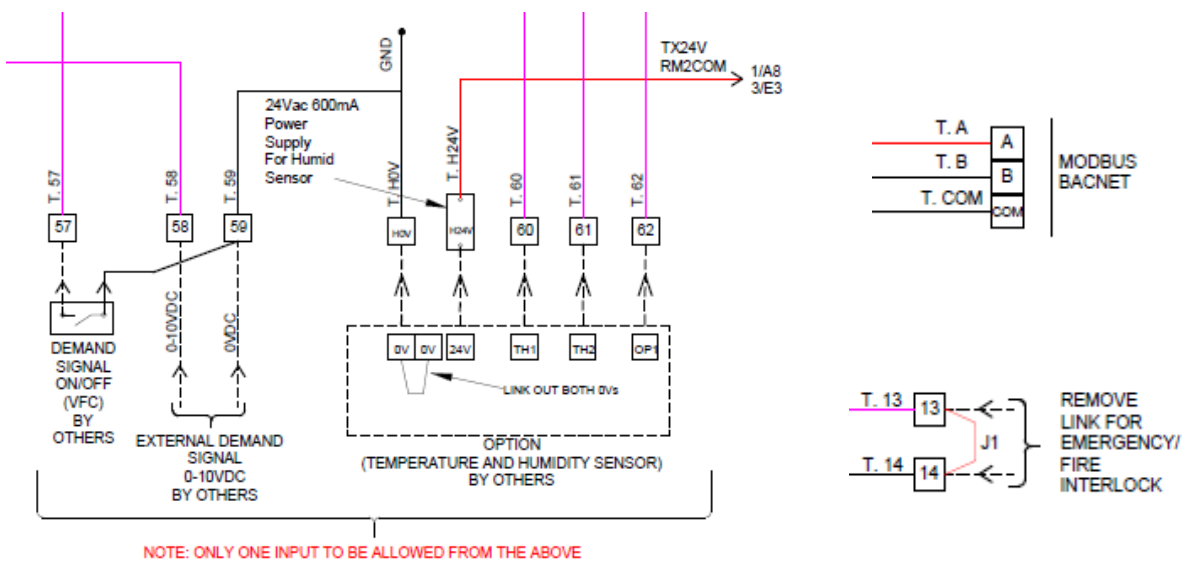 GND
TX24V
RM2COM
1/A8
3/E3
24Vac 600mA
Power
Supply
For Humid
Sensor
T. 57
T. 58
T. 59
T. H0V
T. H24V
T. 60
T. 61
T. 62
57
58
59
H0V
H24V
60
61
62
0-10VDC
0VDC
0V
0V
24V
TH1
TH2
OP1
LINK OUT BOTH 0Vs
DEMAND
SIGNAL
ON/OFF
(VFC)
BY
OTHERS
EXTERNAL DEMAND
SIGNAL
0-10VDC
BY OTHERS
OPTION
(TEMPERATURE AND HUMIDITY SENSOR)
BY OTHERS
NOTE: ONLY ONE INPUT TO BE ALLOWED FROM THE ABOVE
T. A
A
T. B
B
T. COM
COM
MODBUS
BACNET
T. 13
13
T. 14
14
J1
REMOVE
LINK FOR
EMERGENCY/
FIRE
INTERLOCK